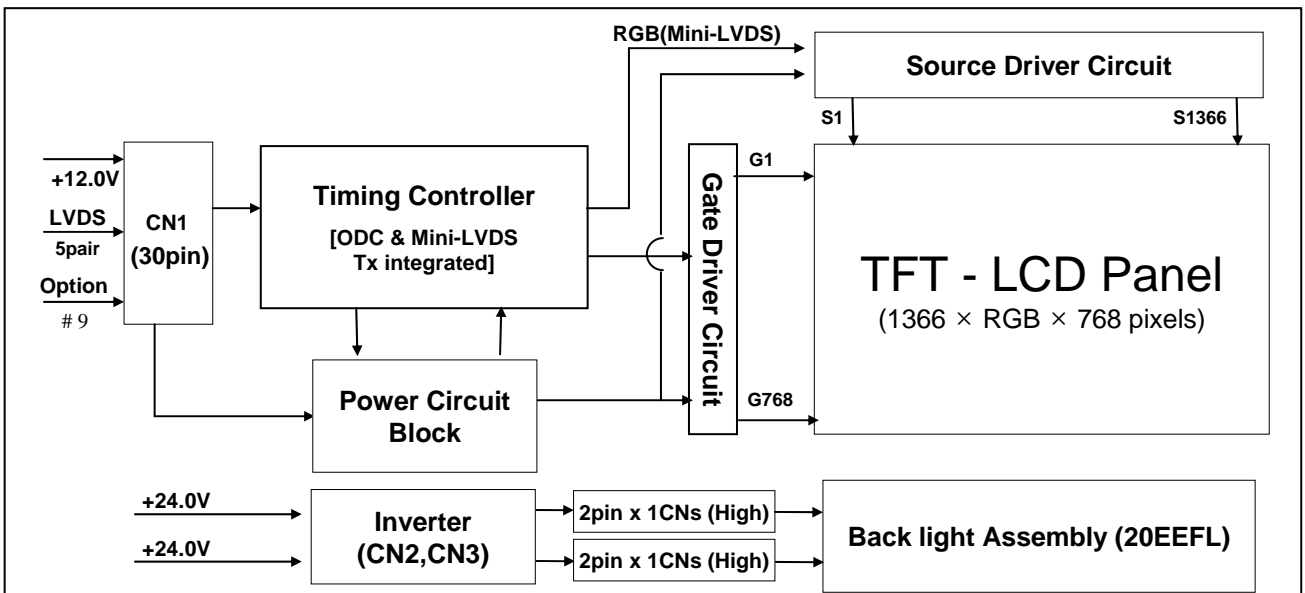 RGB(Mini-LVDS)
Source Driver Circuit
S1
S1366
+12.0V
LVDS
5pair
Option
# 9
CN1
(30pin)
Timing Controller
[ODC & Mini-LVDS
Tx integrated]
Gate Driver Circuit
G1
G768
TFT - LCD Panel
(1366 × RGB × 768 pixels)
Power Circuit
Block
+24.0V
+24.0V
Inverter
(CN2,CN3)
2pin x 1CNs (High)
2pin x 1CNs (High)
Back light Assembly (20EEFL)